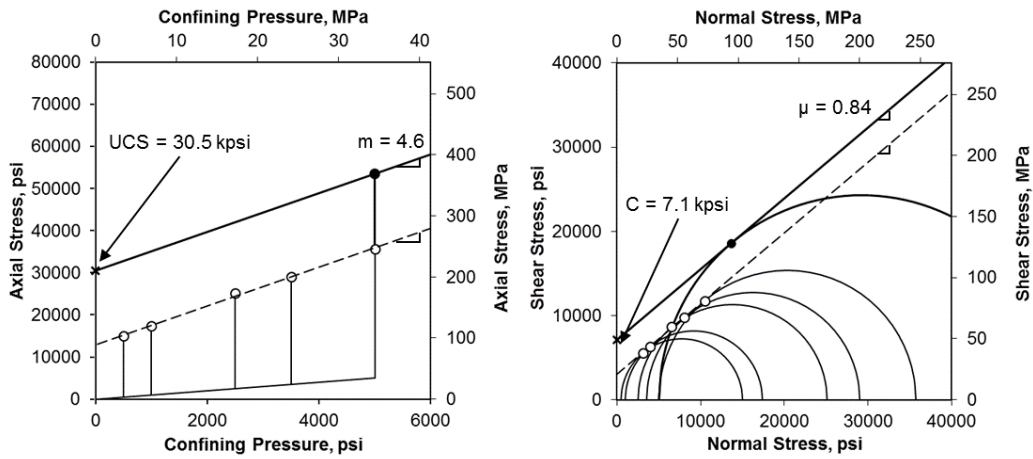 Confining Pressure, MPa
0 10 20 30 40
80000
70000
60000
50000
40000
30000
20000
10000
0
Axial Stress, psi
UCS = 30.5 kpsi
m = 4.6
500
400
300
200
100
0
Axial Stress, MPa
0 2000 4000 6000
Confining Pressure, psi
Normal Stress, MPa
0 50 100 150 200 250
40000
30000
20000
10000
0
Shear Stress, psi
μ = 0.84
C = 7.1 kpsi
250
200
150
100
50
0
Shear Stress, MPa
0 10000 20000 30000 40000
Normal Stress, psi